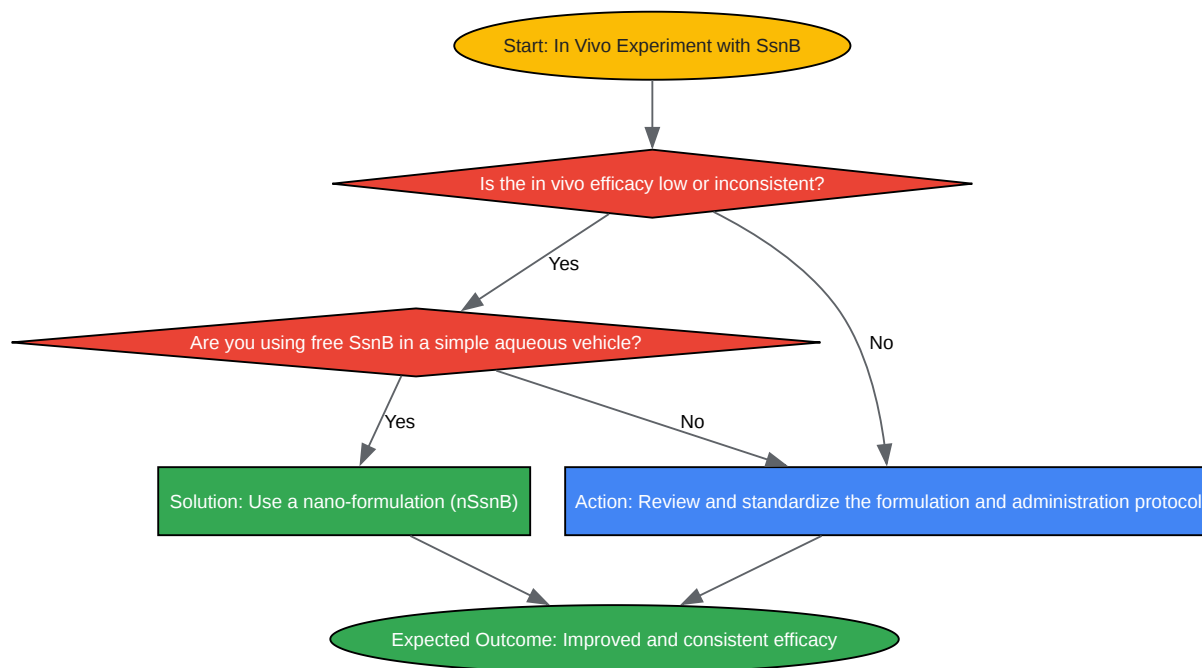 Start: In Vivo Experiment with SsnB
Is the in vivo efficacy low or inconsistent?
Yes
Are you using free SsnB in a simple aqueous vehicle?
No
Yes
No
Solution: Use a nano-formulation (nSsnB)
Action: Review and standardize the formulation and administration protocol
Expected Outcome: Improved and consistent efficacy